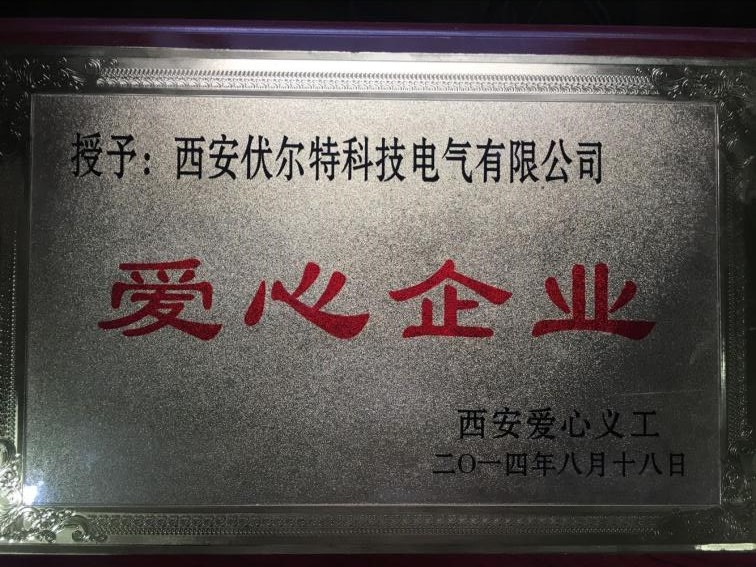 授予：西安伏尔特科技电气有限公司
爱心企业
西安爱心义工
二〇一四年八月十八日